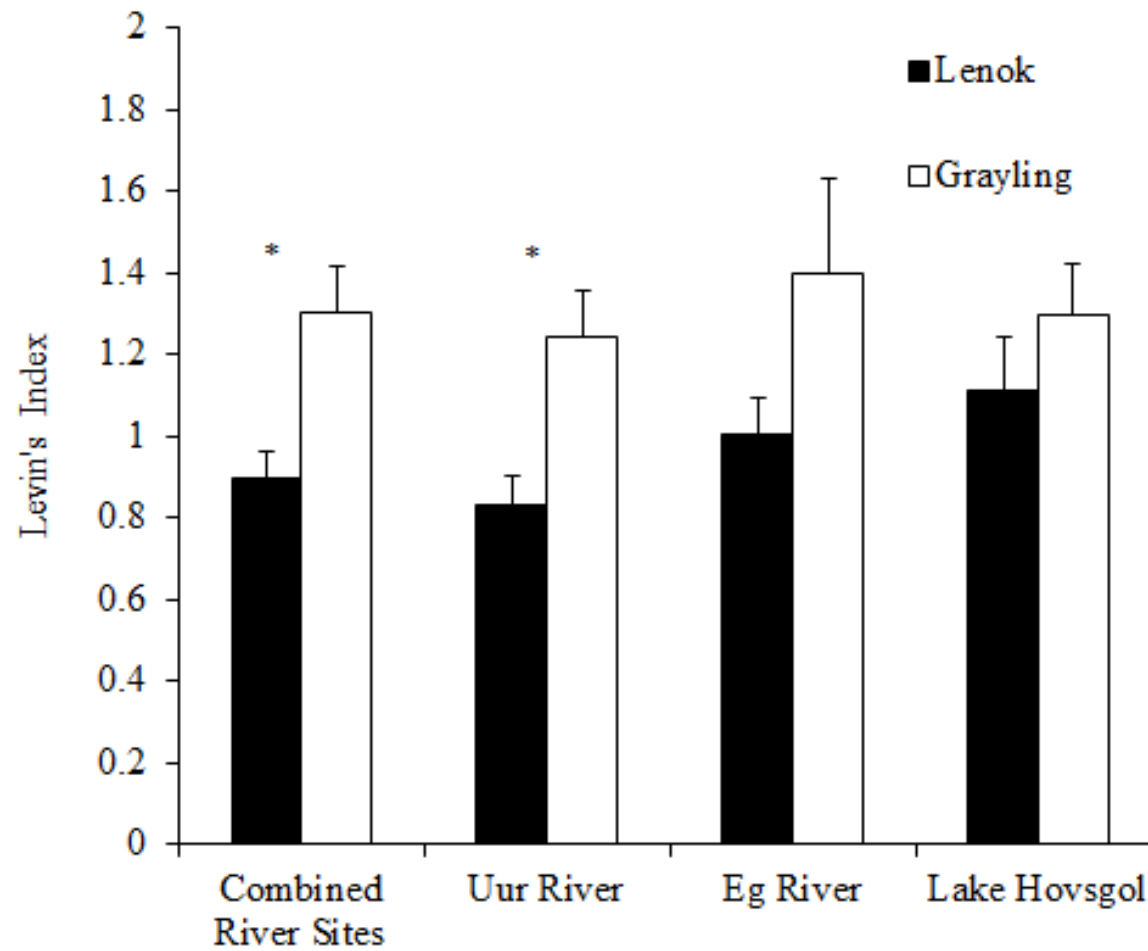 2
1.8
1.6
1.4
1.2
1
0.8
0.6
0.4
0.2
0
Levin's Index
Lenok
Grayling
*
*
Combined
River Sites
Uur River
Eg River
Lake Hovsgol